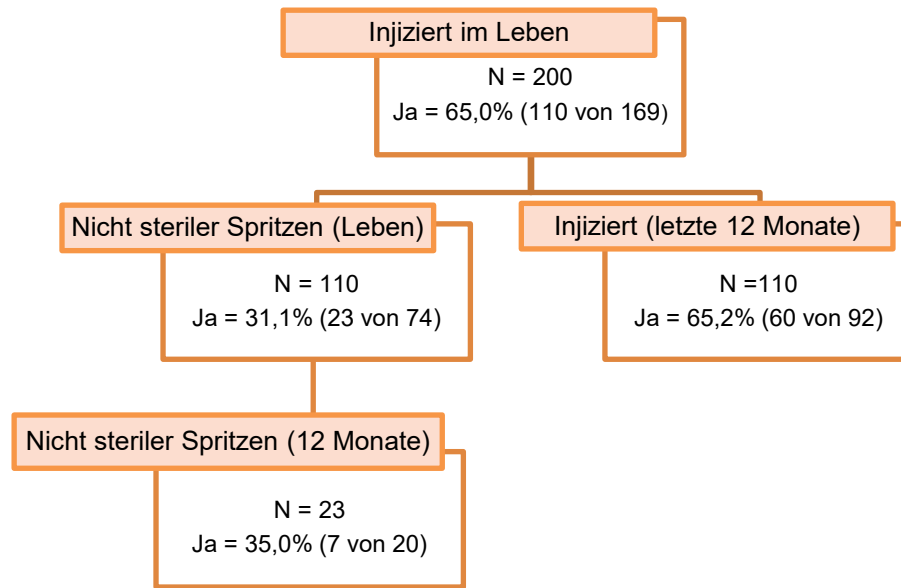 Injiziert im Leben
N = 200
Ja = 65,0% (110 von 169)
Nicht steriler Spritzen (Leben)
N = 110
Ja = 31,1% (23 von 74)
Injiziert (letzte 12 Monate)
N =110
Ja = 65,2% (60 von 92)
Nicht steriler Spritzen (12 Monate)
N = 23
Ja = 35,0% (7 von 20)